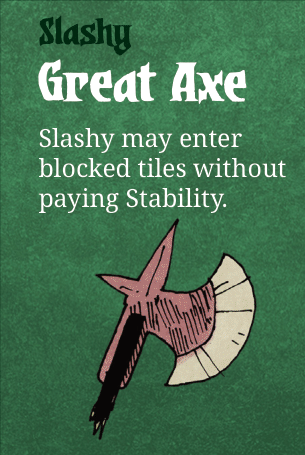 Slashy
Great Axe
Slashy may enter
blocked tiles without
paying Stability.